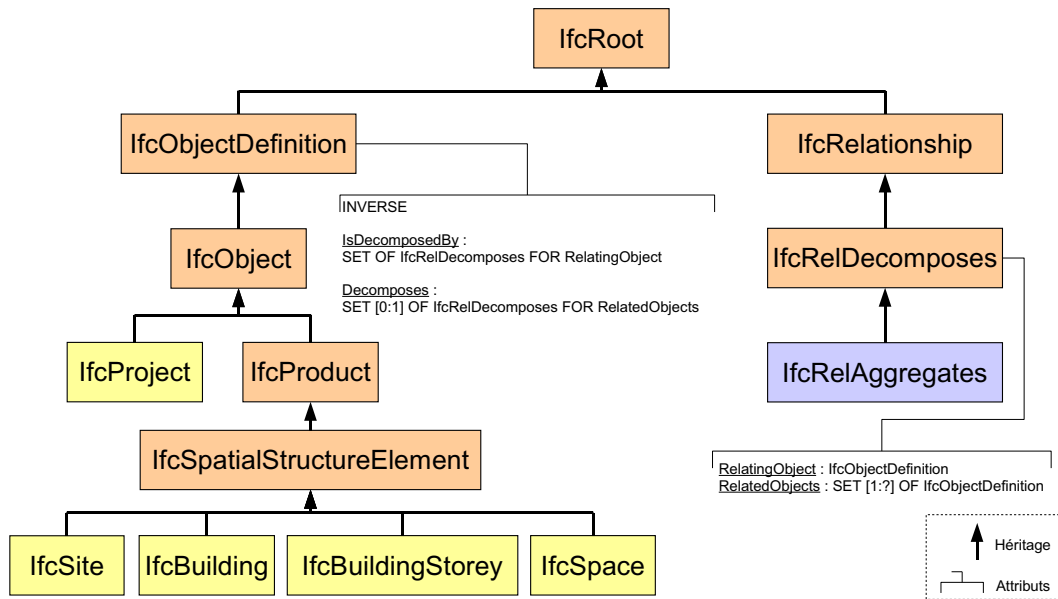 IfcRoot
IfcObjectDefinition
IfcRelationship
INVERSE
IsDecomposedBy :
SET OF IfcRelDecomposes FOR RelatingObject
Decomposes :
SET [0:1] OF IfcRelDecomposes FOR RelatedObjects
IfcObject
IfcRelDecomposes
IfcProject
IfcProduct
IfcRelAggregates
IfcSpatialStructureElement
RelatingObject : IfcObjectDefinition
RelatedObjects : SET [1:?] OF IfcObjectDefinition
IfcSite
IfcBuilding
IfcBuildingStorey
IfcSpace
Héritage
Attributs